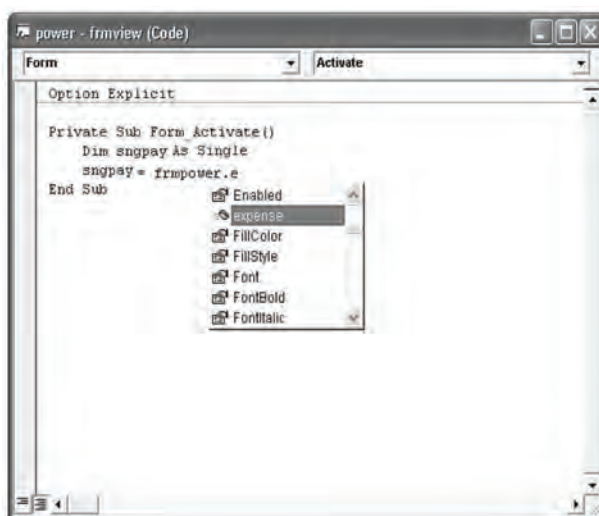 power - frmview (Code)
Form Activate
Option Explicit
Private Sub Form_Activate()
Dim sngpay As Single
sngpay = frmpower.e
End Sub
Enabled
expense
FillColor
FillStyle
Font
FontBold
FontItalic